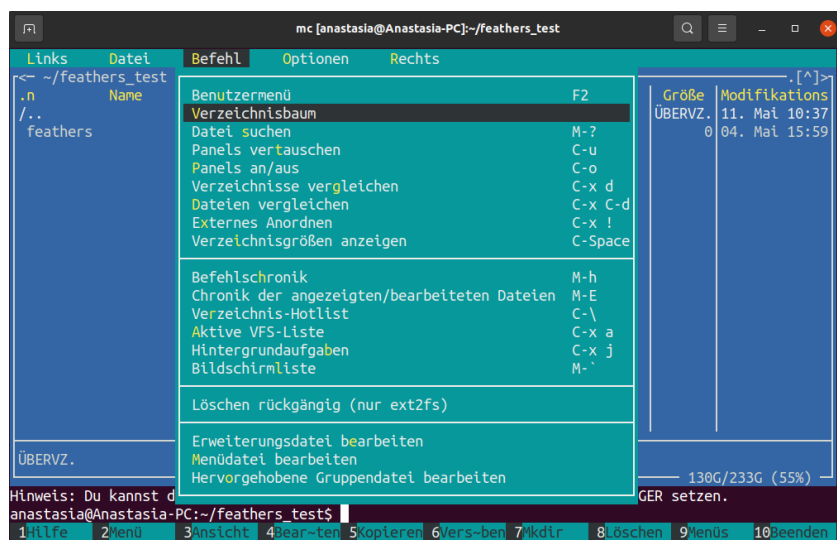 mc [anastasia@Anastasia-PC]:~/feathers_test
Links Datei Befehl Optionen Rechts
<— ~/feathers_test .[^]>
.n Name Größe Modifikations
/.. ÜBERVZ. 11. Mai 10:37
feathers 0 04. Mai 15:59
Benutzermenü F2
Verzeichnisbaum
Datei suchen M-?
Panels vertauschen C-u
Panels an/aus C-o
Verzeichnisse vergleichen C-x d
Dateien vergleichen C-x C-d
Externes Anordnen C-x !
Verzeichnisgrößen anzeigen C-Space
Befehlschronik M-h
Chronik der angezeigten/bearbeiteten Dateien M-E
Verzeichnis-Hotlist C-\
Aktive VFS-Liste C-x a
Hintergrundaufgaben C-x j
Bildschirmliste M-`
Löschen rückgängig (nur ext2fs)
Erweiterungsdatei bearbeiten
Menüdatei bearbeiten
Hervorgehobene Gruppendatei bearbeiten
ÜBERVZ.
130G/233G (55%)
Hinweis: Du kannst d GER setzen.
anastasia@Anastasia-PC:~/feathers_test$
1Hilfe 2Menü 3Ansicht 4Bear~ten 5Kopieren 6Vers~ben 7Mkdir 8Löschen 9Menüs 10Beenden